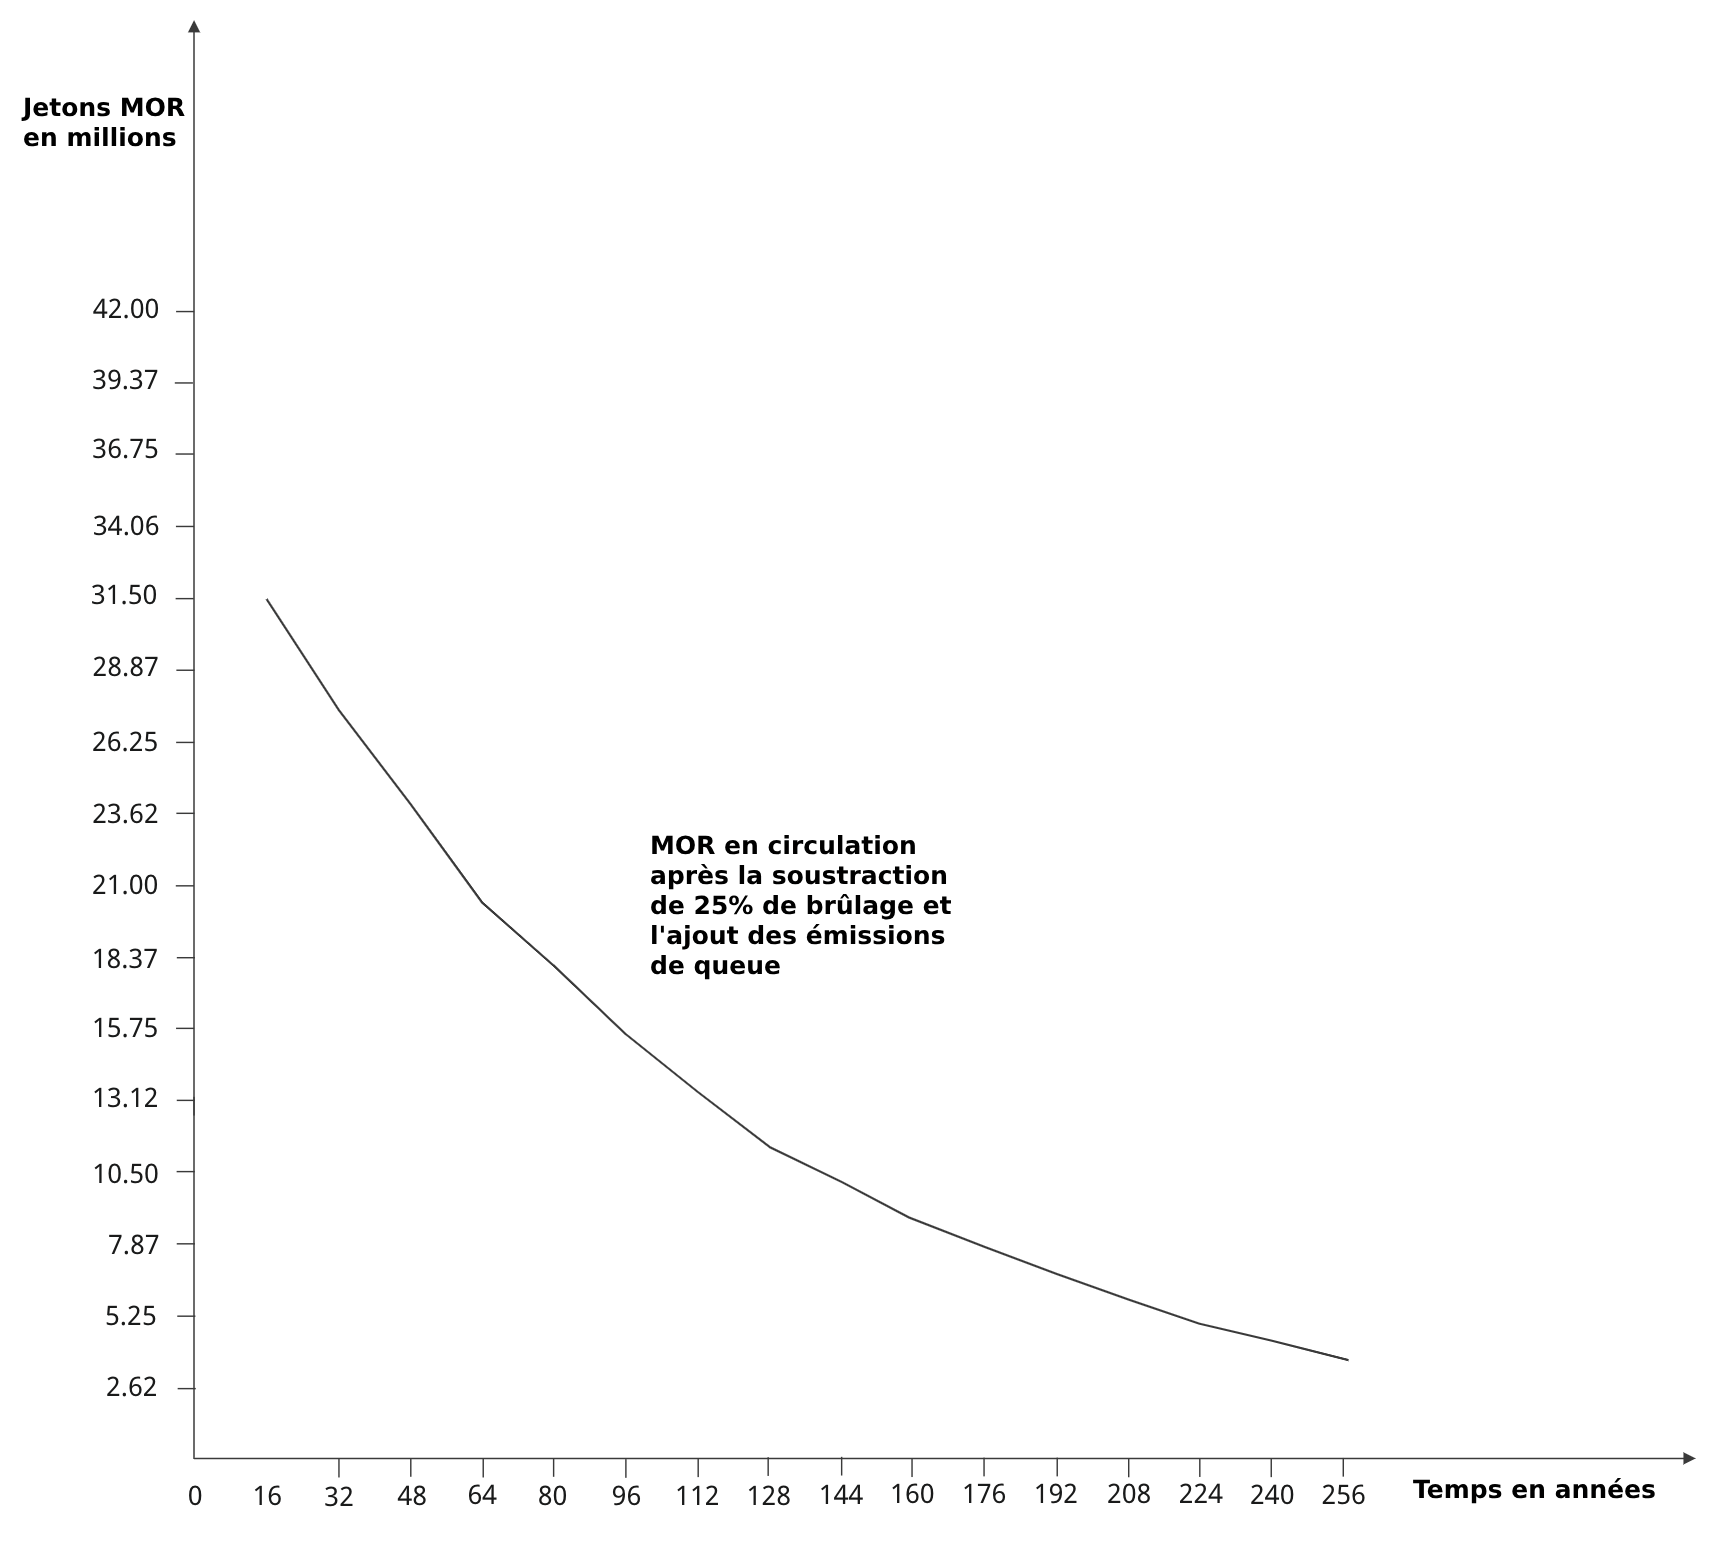 Jetons MOR
en millions
42.00
39.37
36.75
34.06
31.50
28.87
26.25
23.62
21.00
18.37
15.75
13.12
10.50
7.87
5.25
2.62
MOR en circulation
après la soustraction
de 25% de brûlage et
l'ajout des émissions
de queue
0 16 32 48 64 80 96 112 128 144 160 176 192 208 224 240 256
Temps en années